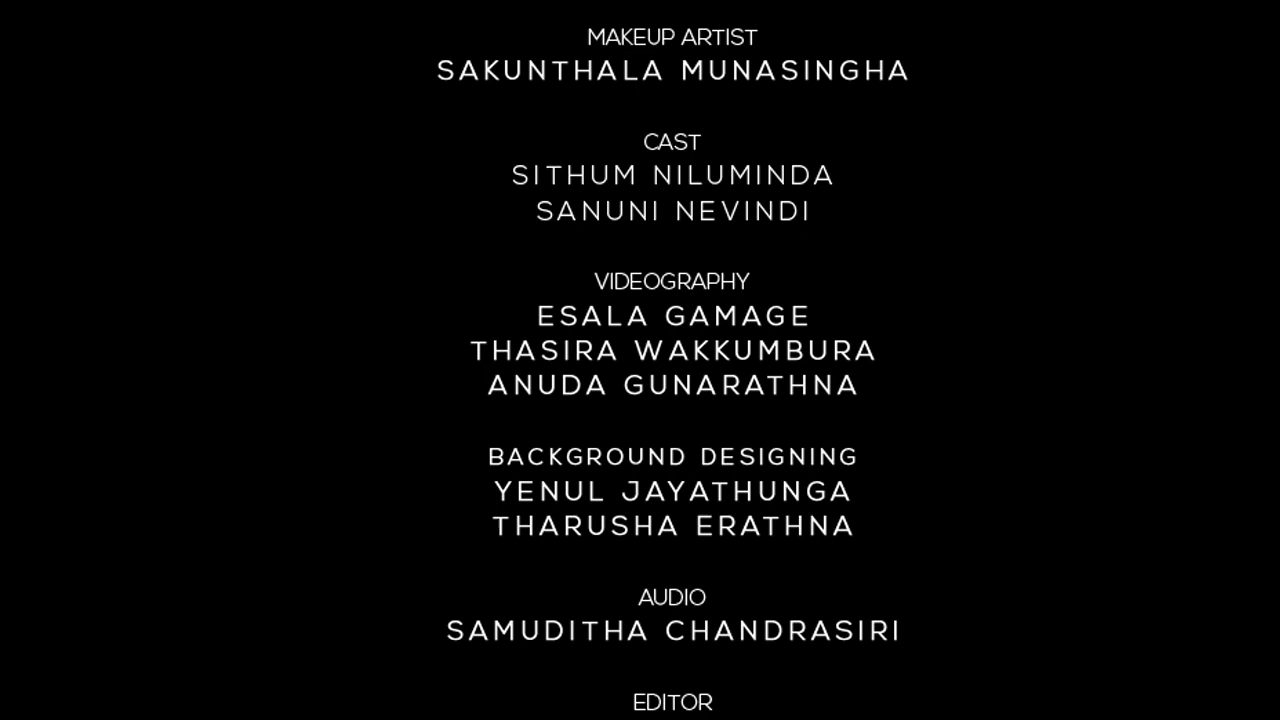 MAKEUP ARTIST
SAKUNTHALA MUNASINGHA
CAST
SITHUM NILUMINDA
SANUNI NEVINDI
VIDEOGRAPHY
ESALA GAMAGE
THASIRA WAKKUMBURA
ANUDA GUNARATHNA
BACKGROUND DESIGNING
YENUL JAYATHUNGA
THARUSHA ERATHNA
AUDIO
SAMUDITHA CHANDRASIRI
EDITOR